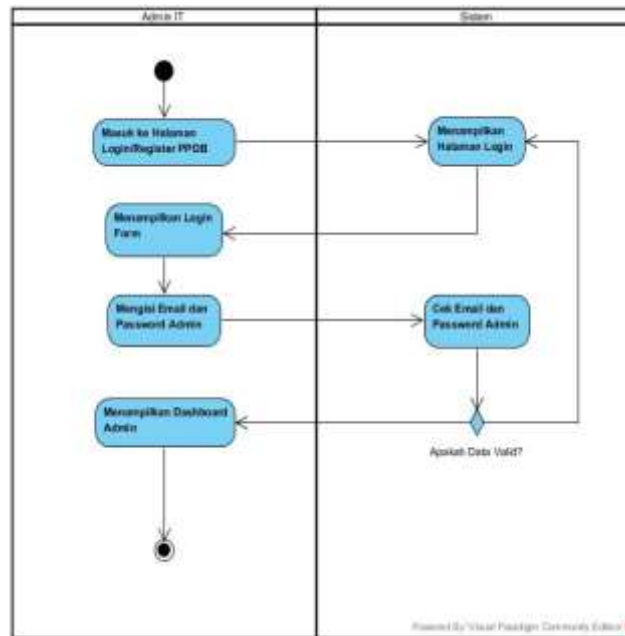 Admin IT
Sistem
Masuk ke Halaman
Login/Register PPDB
Menampilkan
Halaman Login
Menampilkan Login
Form
Mengisi Email dan
Password Admin
Cek Email dan
Password Admin
Menampilkan Dashboard
Admin
Apakah Data Valid?
Powered By Visual Paradigm Community Edition